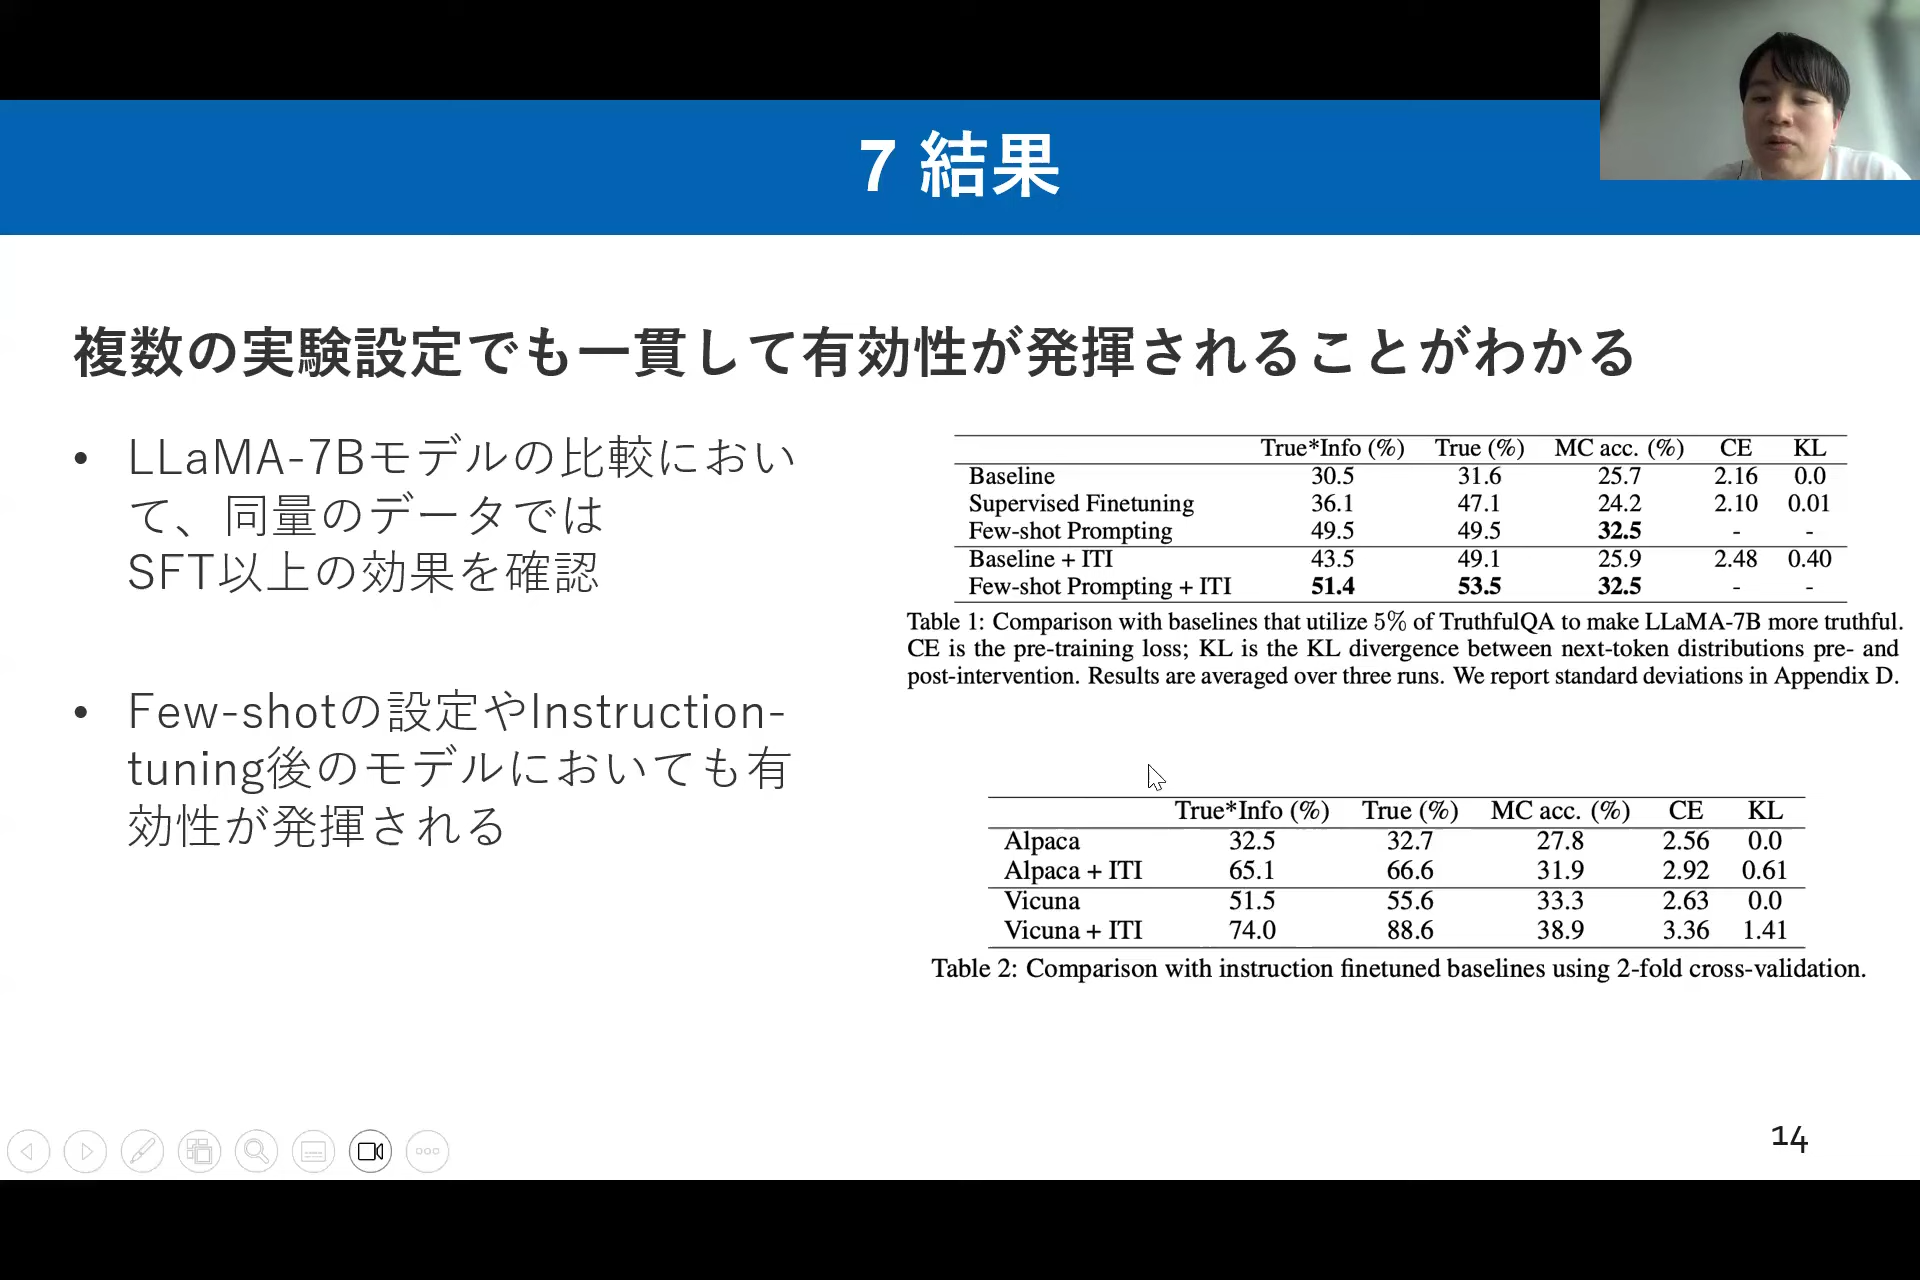 7 結果
複数の実験設定でも一貫して有効性が発揮されることがわかる
• LLaMA-7Bモデルの比較におい
て、同量のデータでは
SFT以上の効果を確認
• Few-shotの設定やInstruction-
tuning後のモデルにおいても有
効性が発揮される
True*Info (%) True (%) MC acc. (%) CE KL
Baseline 30.5 31.6 25.7 2.16 0.0
Supervised Finetuning 36.1 47.1 24.2 2.10 0.01
Few-shot Prompting 49.5 49.5 32.5 - -
Baseline + ITI 43.5 49.1 25.9 2.48 0.40
Few-shot Prompting + ITI 51.4 53.5 32.5 - -
Table 1: Comparison with baselines that utilize 5% of TruthfulQA to make LLaMA-7B more truthful.
CE is the pre-training loss; KL is the KL divergence between next-token distributions pre- and
post-intervention. Results are averaged over three runs. We report standard deviations in Appendix D.
True*Info (%) True (%) MC acc. (%) CE KL
Alpaca 32.5 32.7 27.8 2.56 0.0
Alpaca + ITI 65.1 66.6 31.9 2.92 0.61
Vicuna 51.5 55.6 33.3 2.63 0.0
Vicuna + ITI 74.0 88.6 38.9 3.36 1.41
Table 2: Comparison with instruction finetuned baselines using 2-fold cross-validation.
14